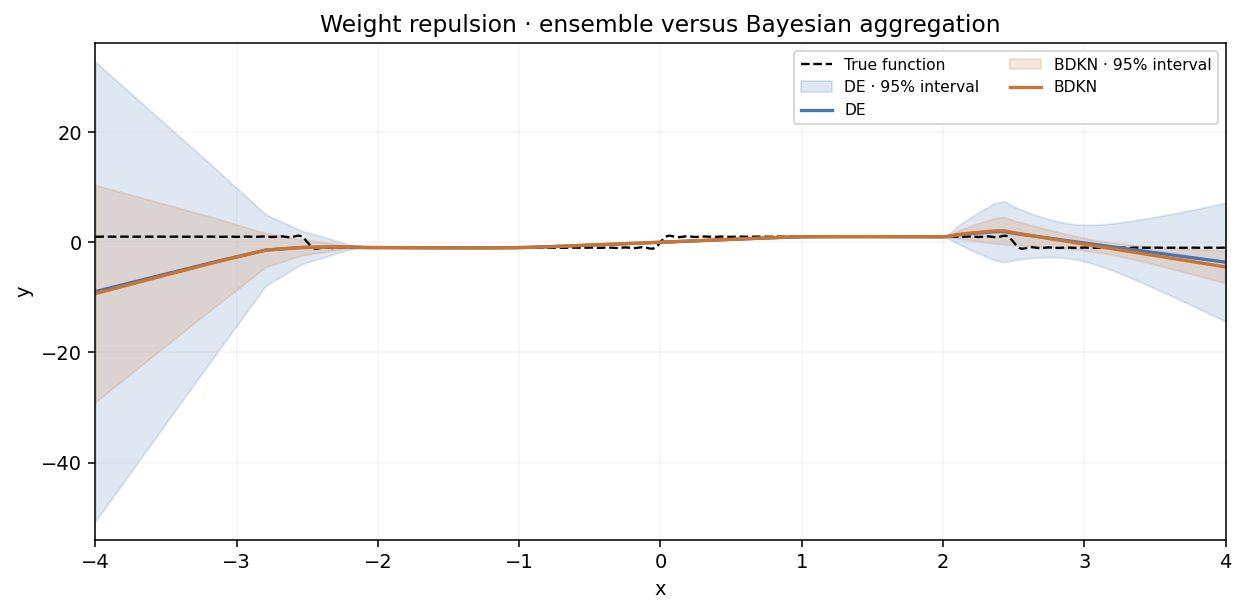 Weight repulsion · ensemble versus Bayesian aggregation
True function
DE · 95% interval
DE
BDKN · 95% interval
BDKN
y
20
0
−20
−40
−4
−3
−2
−1
0
1
2
3
4
x